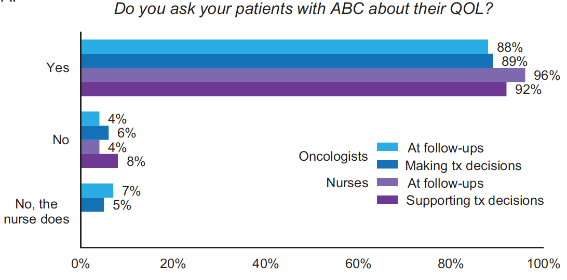 Do you ask your patients with ABC about their QOL?
Yes
88%
89%
96%
92%
No
4%
6%
4%
8%
No, the
nurse does
7%
5%
Oncologists
At follow-ups
Making tx decisions
Nurses
At follow-ups
Supporting tx decisions
0% 20% 40% 60% 80% 100%